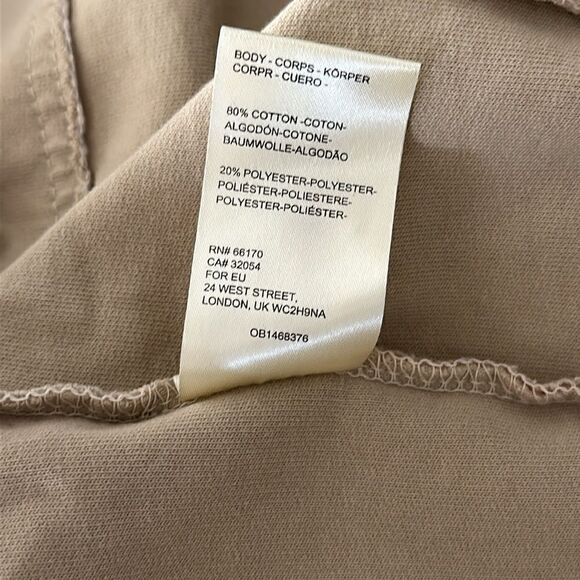 BODY - CORPS - KÖRPER
CORPR - CUERO -
80% COTTON -COTON-
ALGODÓN-COTONE-
BAUMWOLLE-ALGODÃO
20% POLYESTER-POLYESTER-
POLIÉSTER-POLIESTERE-
POLYESTER-POLIÉSTER-
RN# 66170
CA# 32054
FOR EU
24 WEST STREET,
LONDON, UK WC2H9NA
OB1468376